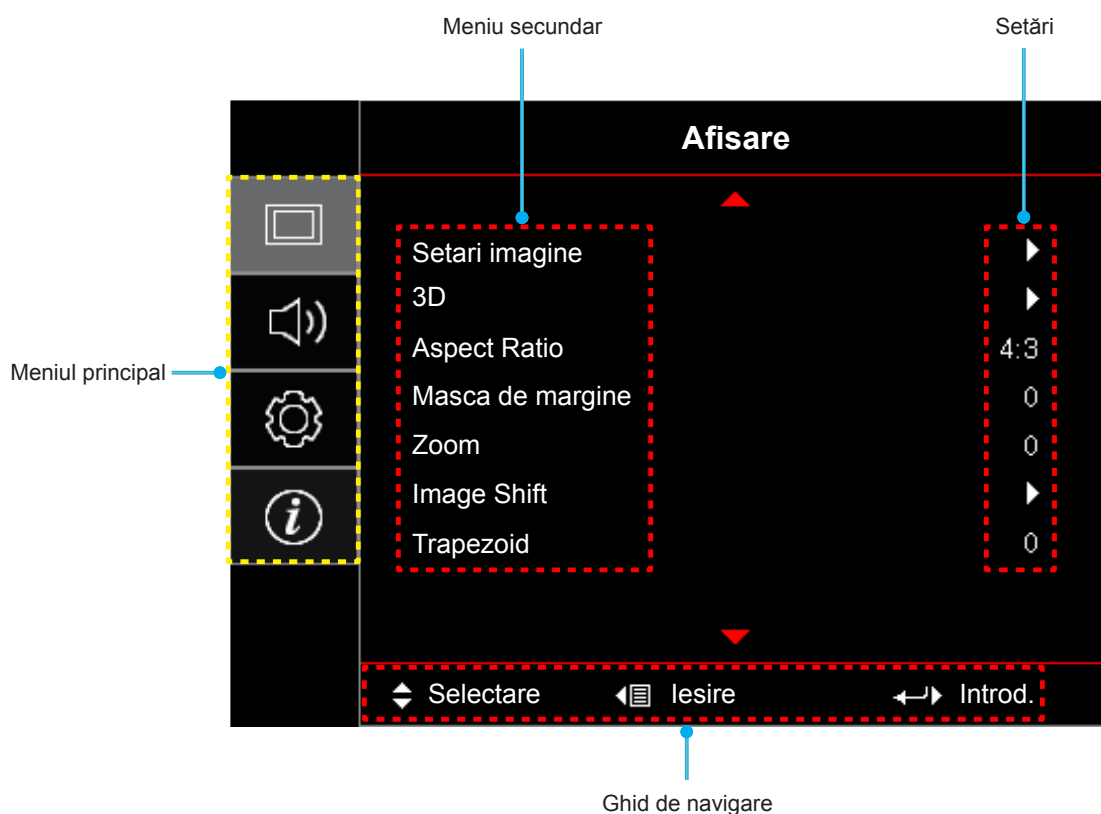 Meniu secundar
Setări
Afisare
Setari imagine
3D
Aspect Ratio
4:3
Masca de margine
0
Zoom
0
Image Shift
Trapezoid
0
Meniul principal
Selectare
Iesire
Introd.
Ghid de navigare